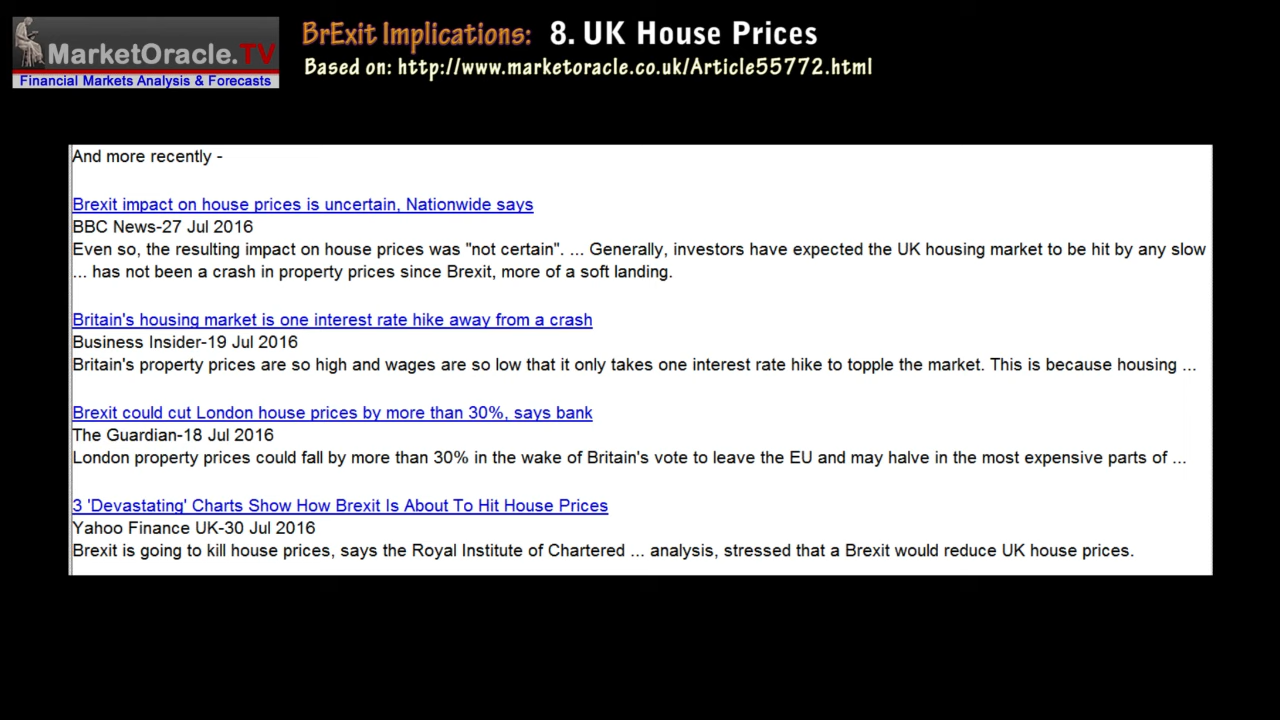 MarketOracle.TV
Financial Markets Analysis & Forecasts
BrExit Implications: 8. UK House Prices
Based on: http://www.marketoracle.co.uk/Article55772.html
And more recently -
Brexit impact on house prices is uncertain, Nationwide says
BBC News-27 Jul 2016
Even so, the resulting impact on house prices was "not certain". ... Generally, investors have expected the UK housing market to be hit by any slow
... has not been a crash in property prices since Brexit, more of a soft landing.
Britain's housing market is one interest rate hike away from a crash
Business Insider-19 Jul 2016
Britain's property prices are so high and wages are so low that it only takes one interest rate hike to topple the market. This is because housing ...
Brexit could cut London house prices by more than 30%, says bank
The Guardian-18 Jul 2016
London property prices could fall by more than 30% in the wake of Britain's vote to leave the EU and may halve in the most expensive parts of ...
3 'Devastating' Charts Show How Brexit Is About To Hit House Prices
Yahoo Finance UK-30 Jul 2016
Brexit is going to kill house prices, says the Royal Institute of Chartered ... analysis, stressed that a Brexit would reduce UK house prices.